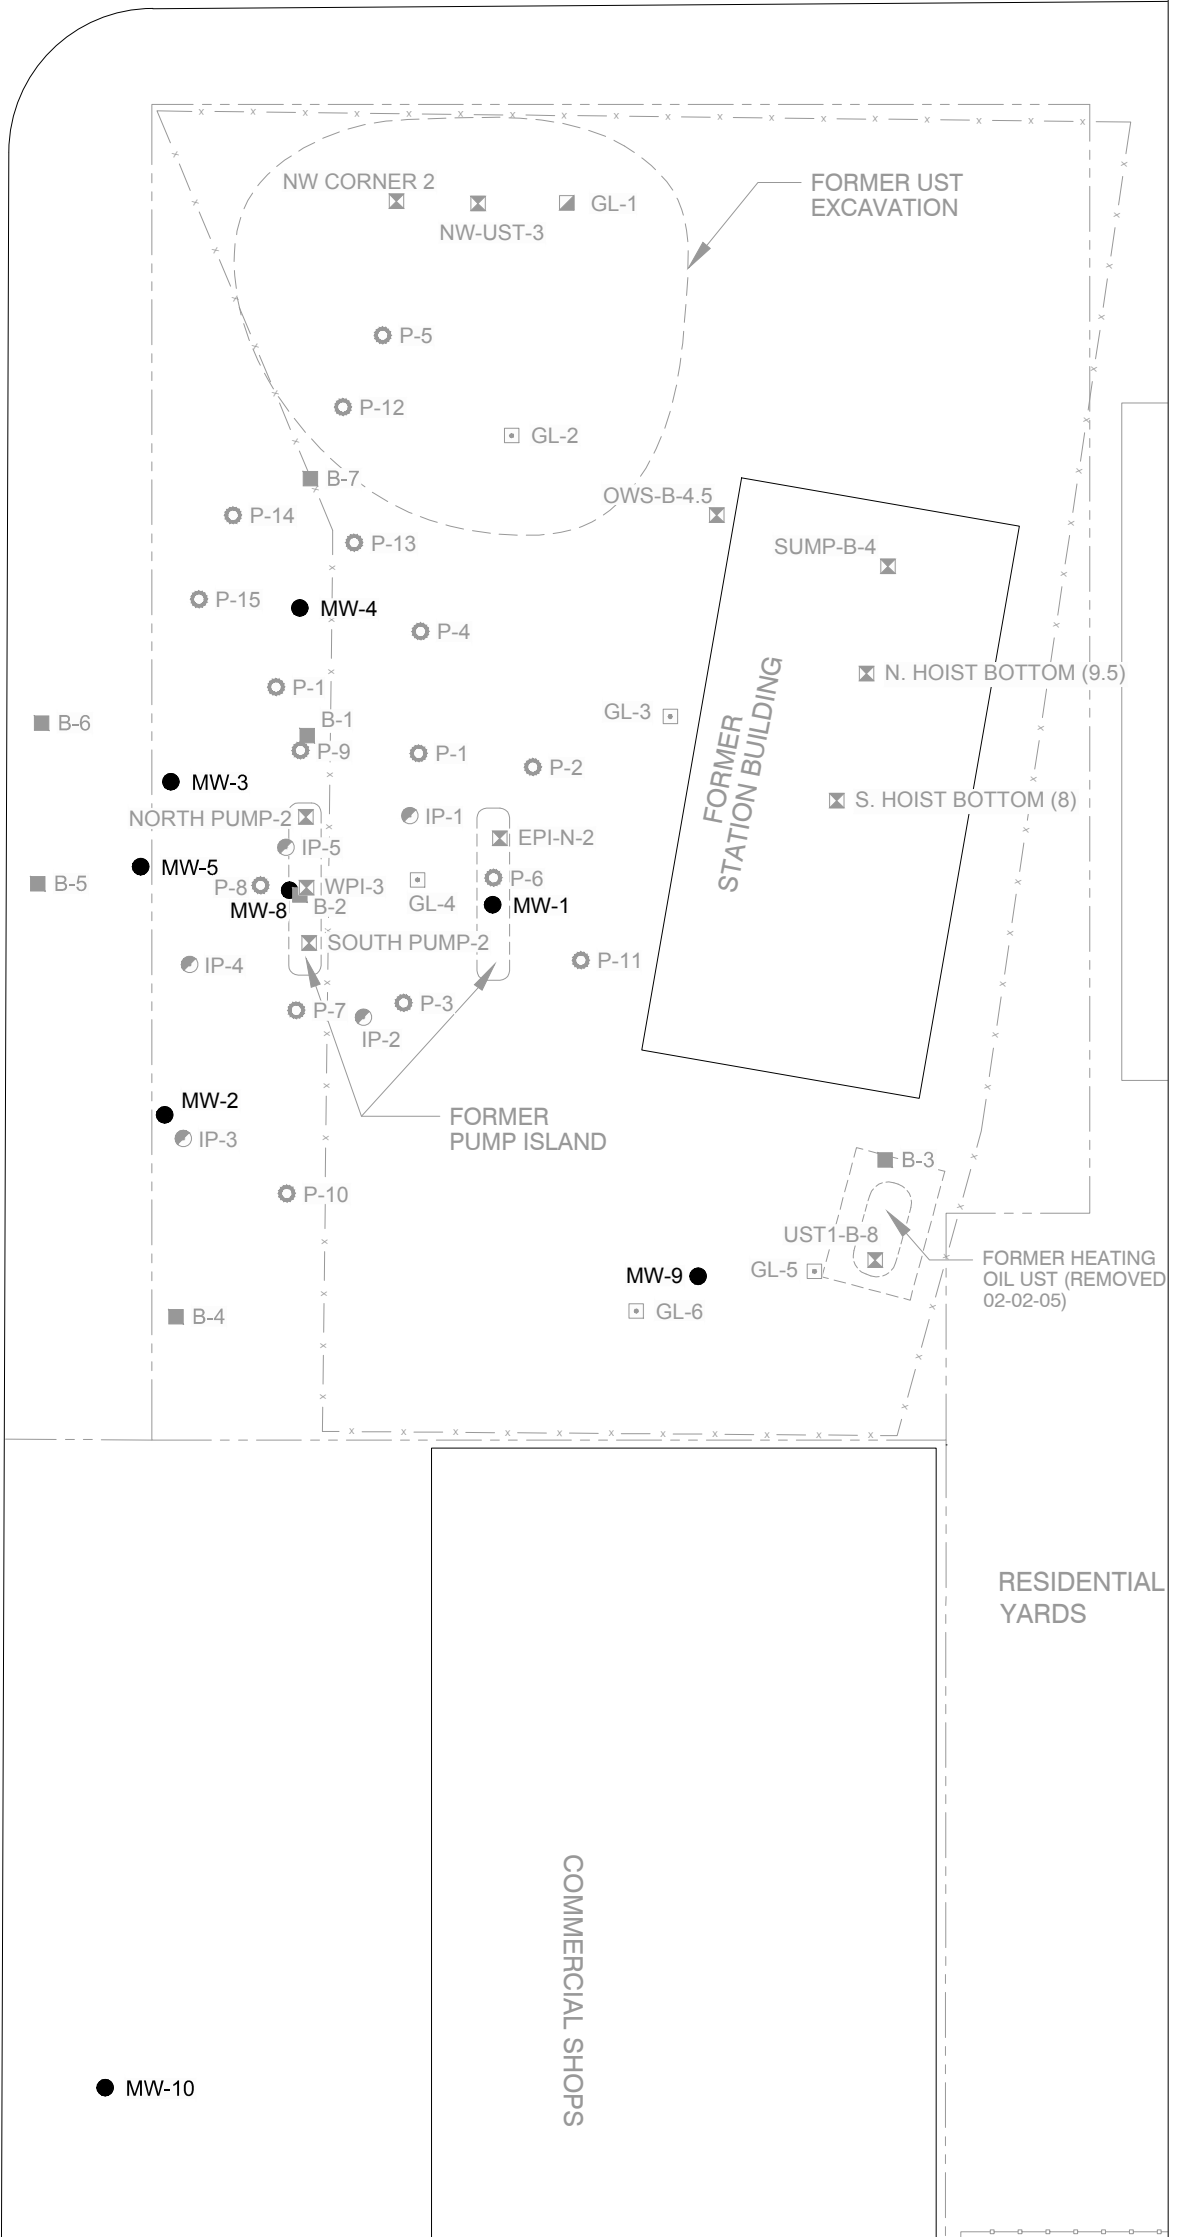 NW CORNER 2
NW-UST-3
GL-1
FORMER UST
EXCAVATION
P-5
P-12
GL-2
B-7
OWS-B-4.5
P-14
P-13
SUMP-B-4
P-15
MW-4
P-4
N. HOIST BOTTOM (9.5)
P-1
GL-3
B-6
B-1
P-9
P-1
P-2
FORMER
STATION BUILDING
MW-3
S. HOIST BOTTOM (8)
NORTH PUMP-2
IP-1
EPI-N-2
IP-5
MW-5
B-5
P-8
WPI-3
P-6
GL-4
MW-8
B-2
MW-1
SOUTH PUMP-2
P-11
IP-4
P-7
P-3
IP-2
MW-2
FORMER
PUMP ISLAND
IP-3
B-3
P-10
UST1-B-8
FORMER HEATING
OIL UST (REMOVED
02-02-05)
MW-9
GL-5
GL-6
B-4
RESIDENTIAL
YARDS
COMMERCIAL SHOPS
MW-10